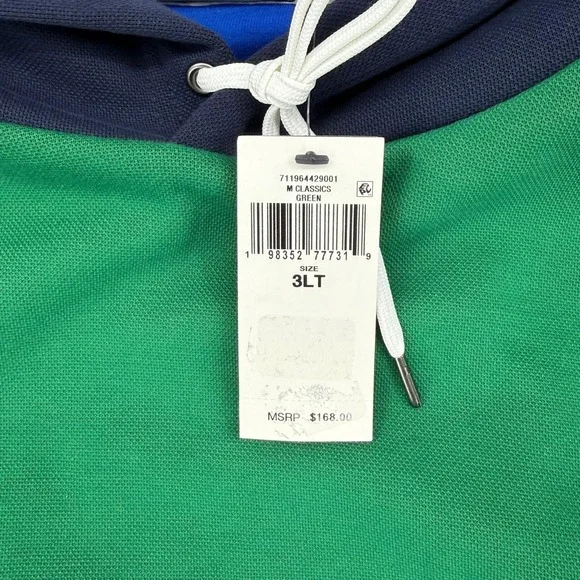 711964429001
M CLASSICS
GREEN
1 98352 77731 9
SIZE
3LT
MSRP $168.00